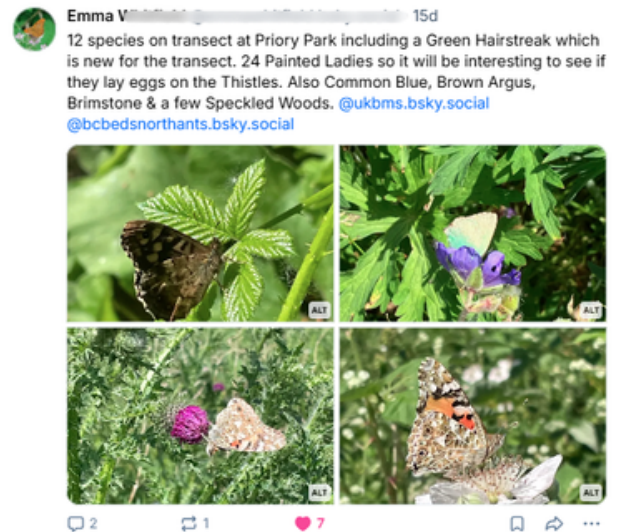 Emma
15d
12 species on transect at Priory Park including a Green Hairstreak which
is new for the transect. 24 Painted Ladies so it will be interesting to see if
they lay eggs on the Thistles. Also Common Blue, Brown Argus,
Brimstone & a few Speckled Woods. @ukbms.bsky.social
@bcbedsnorthants.bsky.social
ALT
ALT
ALT
ALT
2
1
7